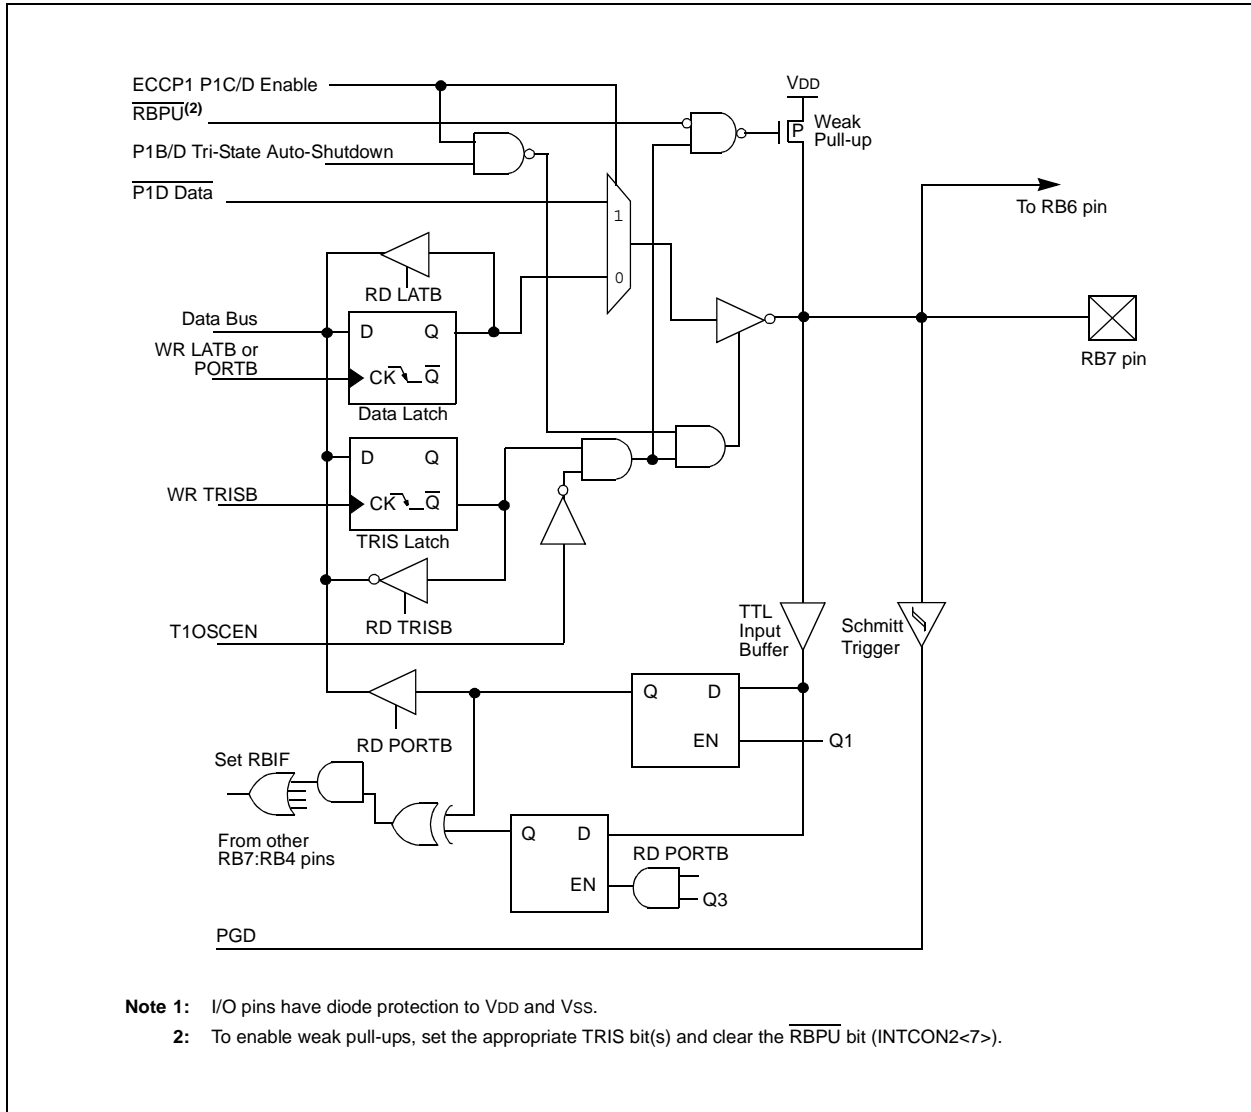 ECCP1 P1C/D Enable
VDD
RBPU(2)
P
Weak
Pull-up
P1B/D Tri-State Auto-Shutdown
P1D Data
1
To RB6 pin
0
RD LATB
Data Bus
D Q
WR LATB or
PORTB
CK Q
Data Latch
RB7 pin
D Q
WR TRISB
CK Q
TRIS Latch
RD TRISB
T1OSCEN
TTL
Input
Buffer
Schmitt
Trigger
Q D
EN
Q1
RD PORTB
Set RBIF
From other
RB7:RB4 pins
Q D
EN
RD PORTB
Q3
PGD
Note 1: I/O pins have diode protection to VDD and VSS.
2: To enable weak pull-ups, set the appropriate TRIS bit(s) and clear the RBPU bit (INTCON2<7>).